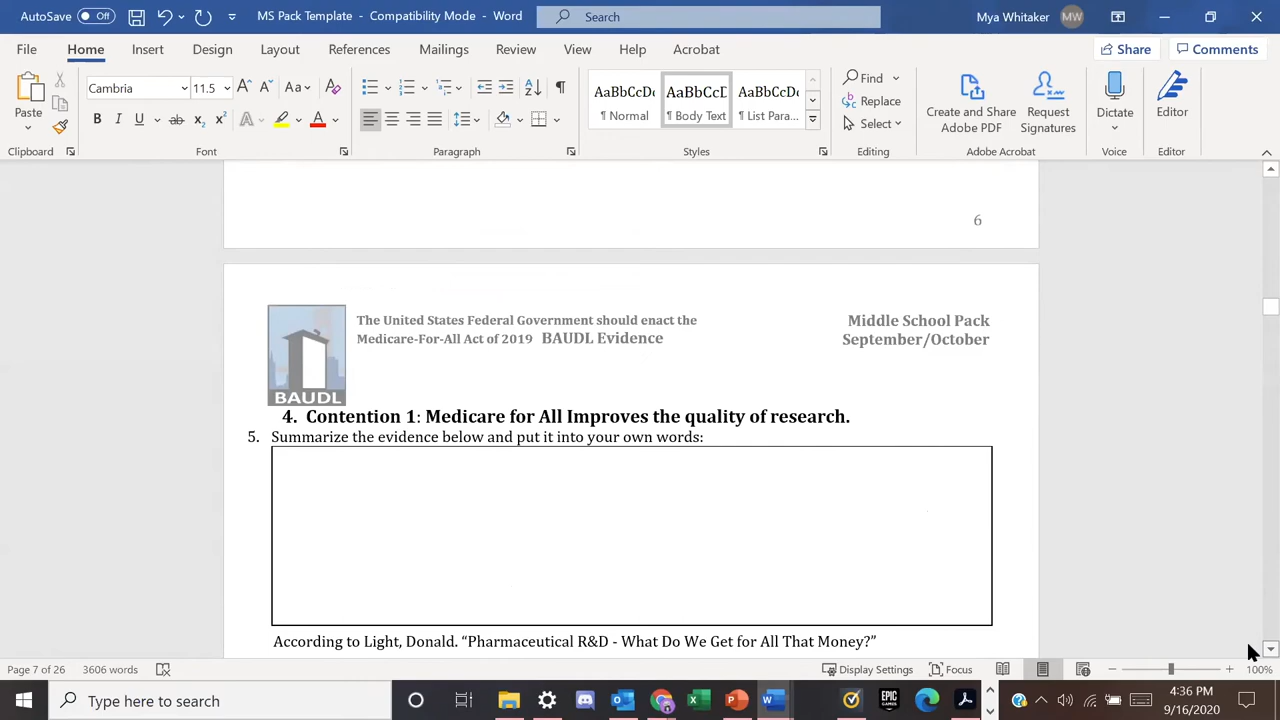 AutoSave Off MS Pack Template - Compatibility Mode - Word Search Mya Whitaker MW
File Home Insert Design Layout References Mailings Review View Help Acrobat Share Comments
Paste Cambria 11.5 A A Aa A
B I U ab x2 x2 A A
AaBbCcDc AaBbCcD AaBbCcDc
¶ Normal ¶ Body Text ¶ List Para...
Find
Replace
Select
Create and Share Adobe PDF
Request Signatures
Dictate
Editor
Clipboard Font Paragraph Styles Editing Adobe Acrobat Voice Editor
6
BAUDL
The United States Federal Government should enact the
Medicare-For-All Act of 2019 BAUDL Evidence
Middle School Pack
September/October
4. Contention 1: Medicare for All Improves the quality of research.
5. Summarize the evidence below and put it into your own words:
According to Light, Donald. “Pharmaceutical R&D - What Do We Get for All That Money?”
Page 7 of 26 3606 words Display Settings Focus 100%
Type here to search
EPIC GAMES
4:36 PM
9/16/2020